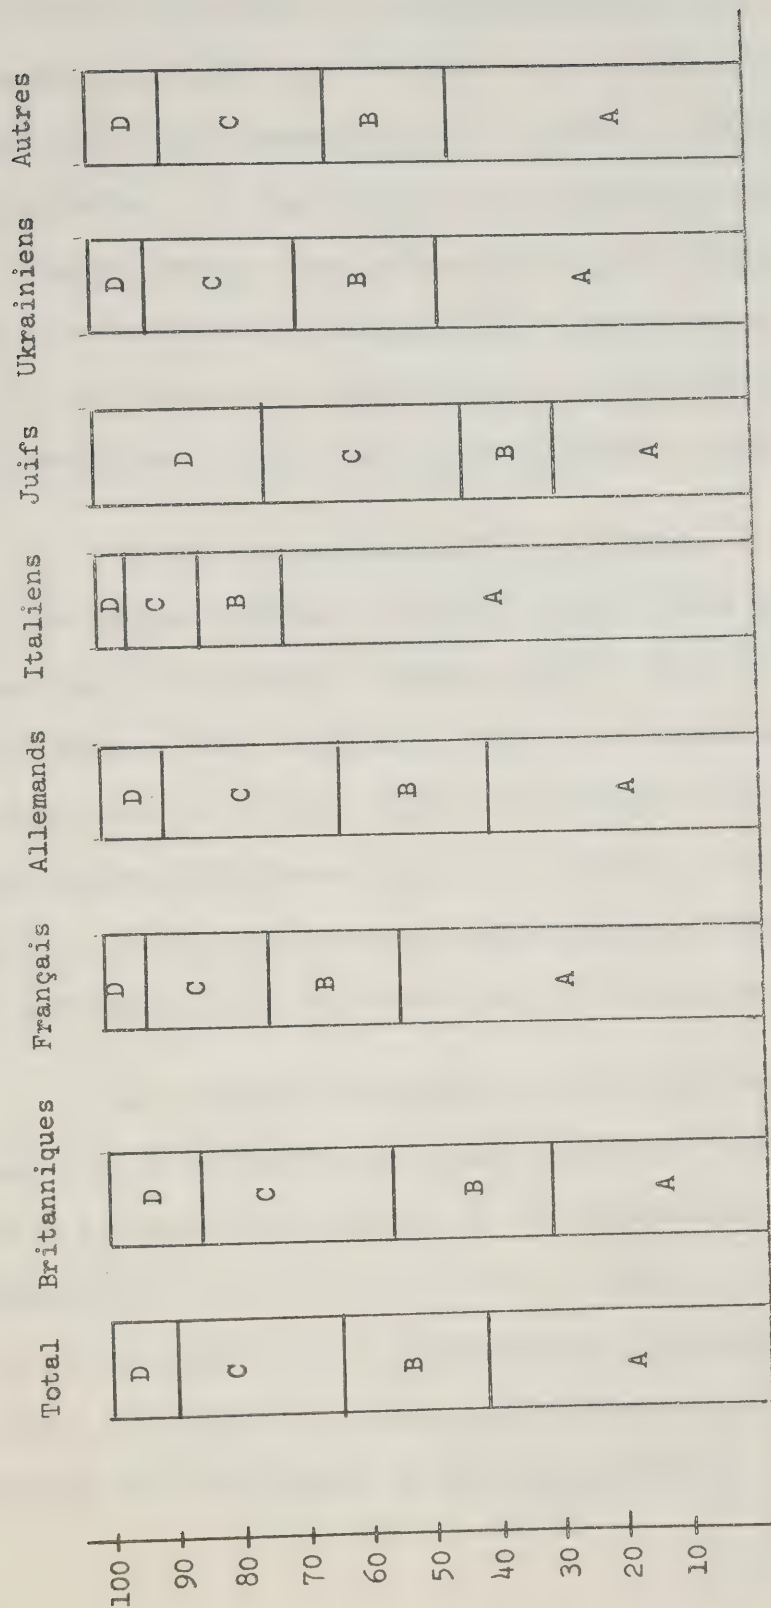 Total Britanniques Français Allemands Italiens Juifs Ukrainiens Autres
D D D D D D D D
C C C C C C C C
B B B B B B B B
A A A A A A A A
100
90
80
70
60
50
40
30
20
10